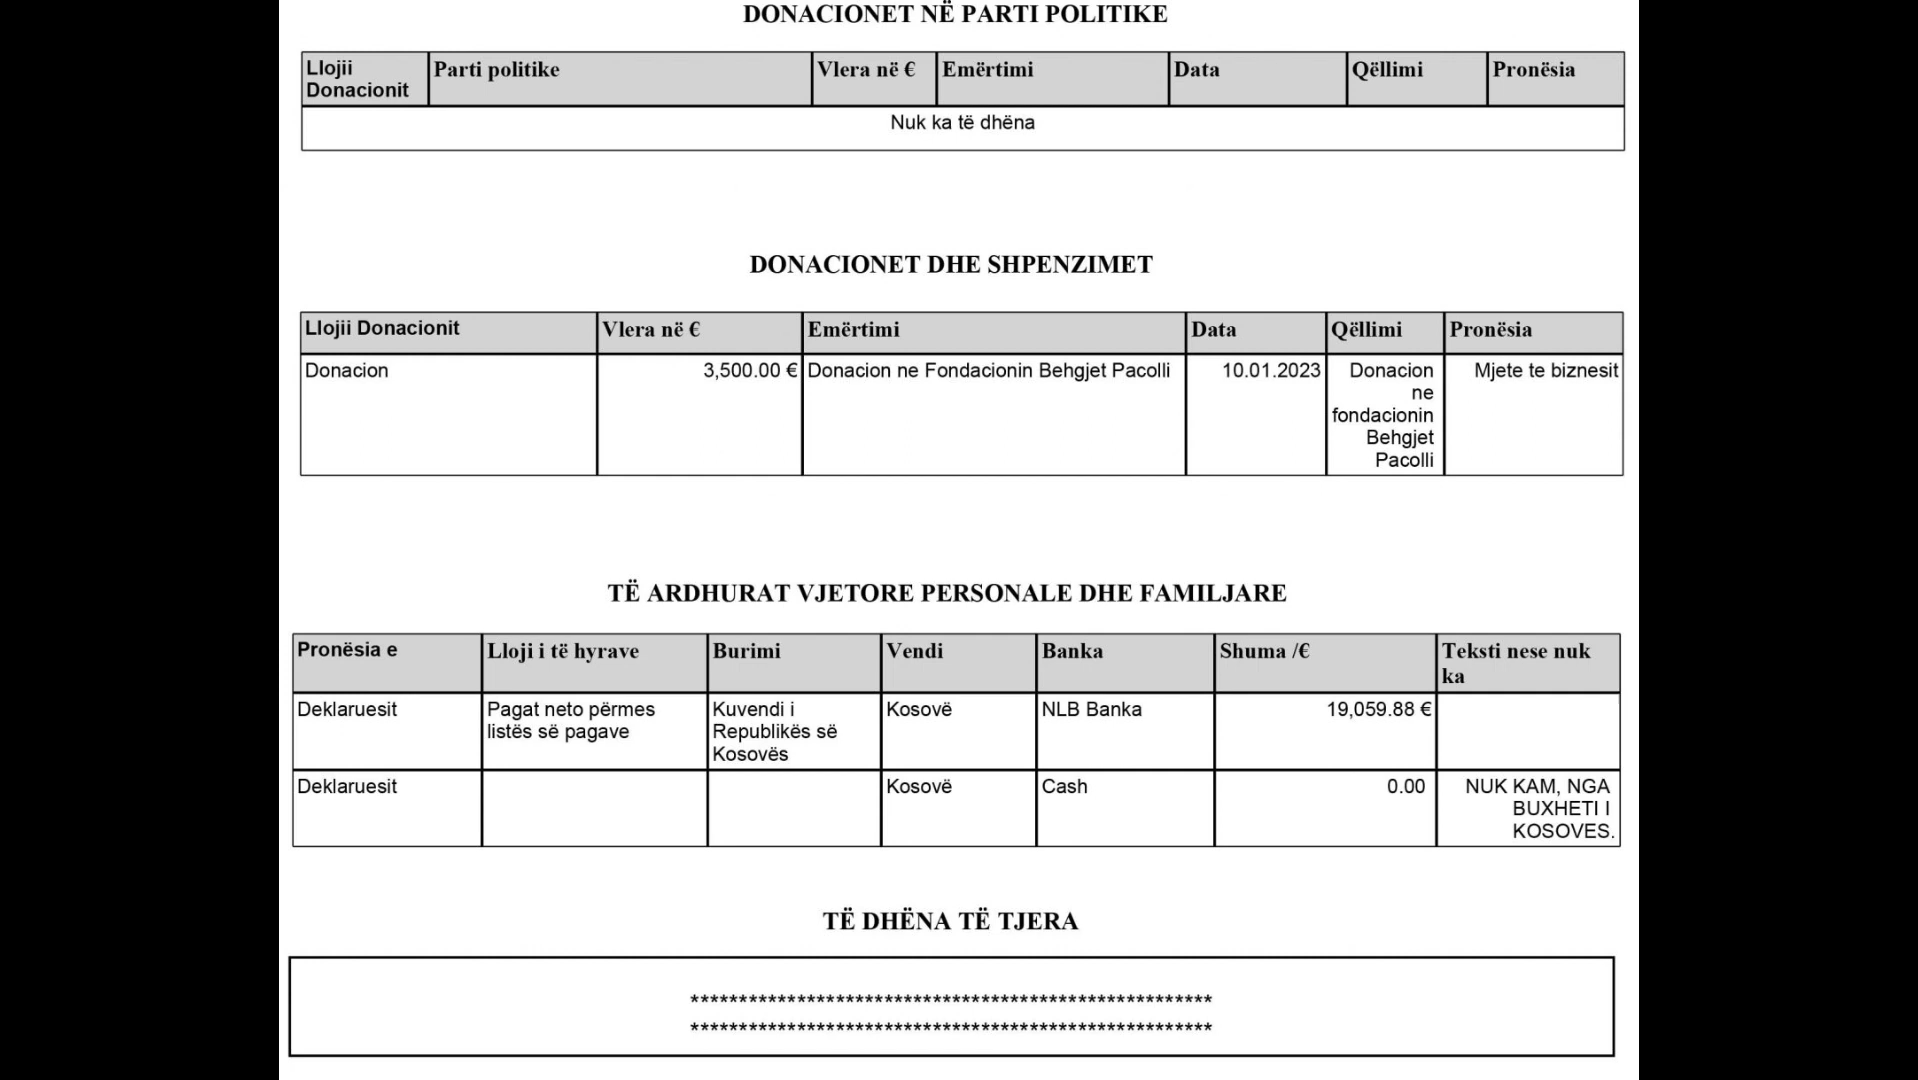 DONACIONET NË PARTI POLITIKE
Llojii Donacionit Parti politike Vlera në € Emërtimi Data Qëllimi Pronësia
Nuk ka të dhëna
DONACIONET DHE SHPENZIMET
Llojii Donacionit Vlera në € Emërtimi Data Qëllimi Pronësia
Donacion 3,500.00 € Donacion ne Fondacionin Behgjet Pacolli 10.01.2023 Donacion Mjete te biznesit
ne
fondacionin
Behgjet
Pacolli
TË ARDHURAT VJETORE PERSONALE DHE FAMILJARE
Pronësia e Lloji i të hyrave Burimi Vendi Banka Shuma /€ Teksti nese nuk
ka
Deklaruesit Pagat neto përmes Kuvendi i Kosovë NLB Banka 19,059.88 €
listës së pagave Republikës së
Kosovës
Deklaruesit Kosovë Cash 0.00 NUK KAM, NGA
BUXHETI I
KOSOVES.
TË DHËNA TË TJERA
******************************************************
******************************************************